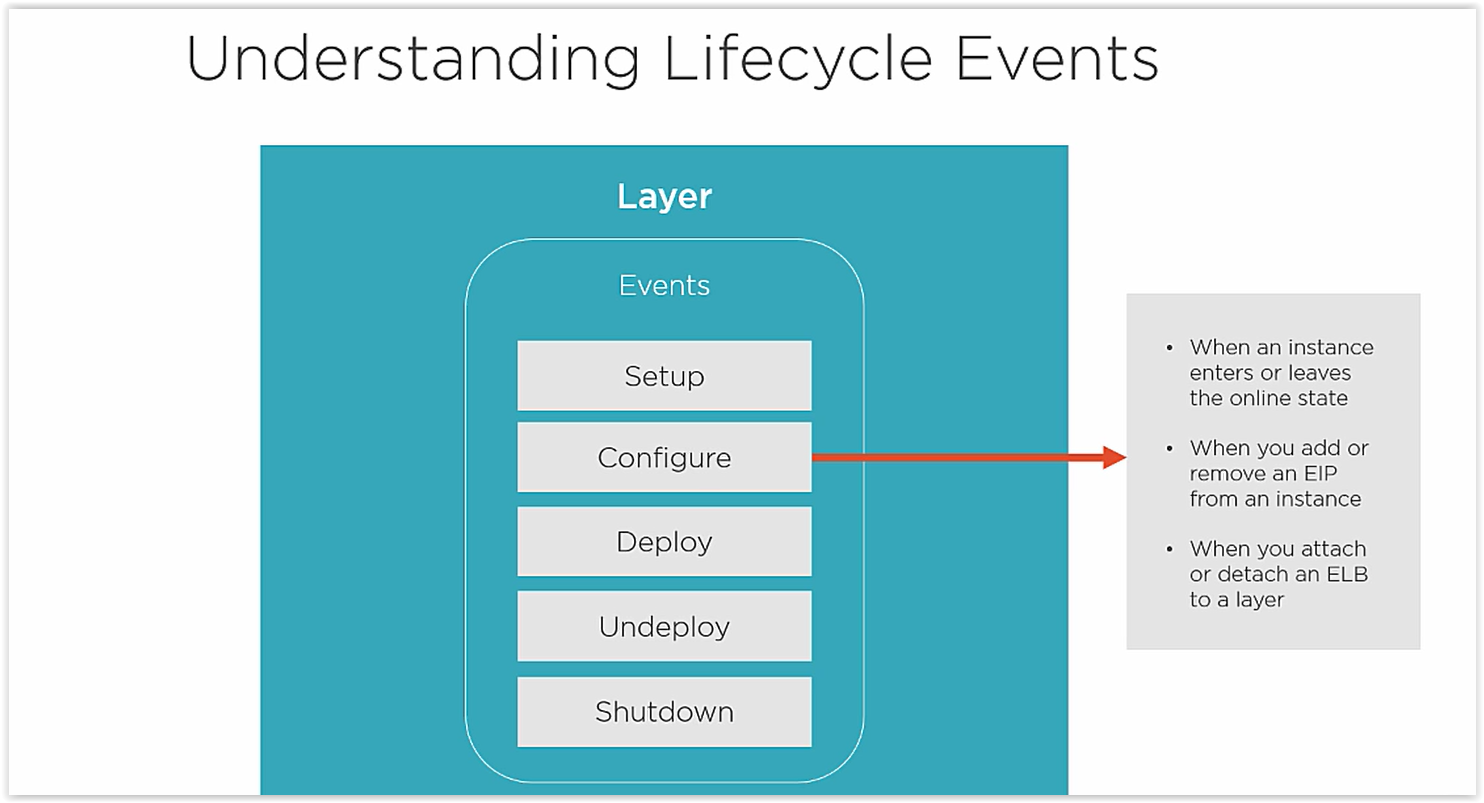 Understanding Lifecycle Events
Layer
Events
Setup
Configure
Deploy
Undeploy
Shutdown
• When an instance
enters or leaves
the online state
• When you add or
remove an EIP
from an instance
• When you attach
or detach an ELB
to a layer